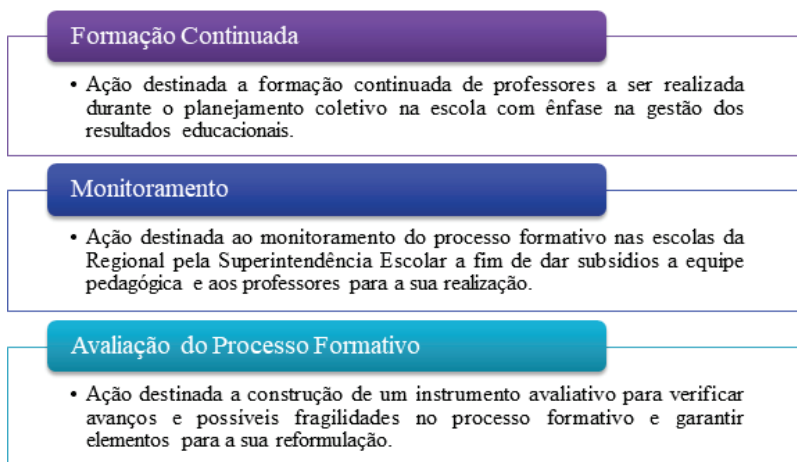 Formação Continuada
• Ação destinada a formação continuada de professores a ser realizada
durante o planejamento coletivo na escola com ênfase na gestão dos
resultados educacionais.
Monitoramento
• Ação destinada ao monitoramento do processo formativo nas escolas da
Regional pela Superintendência Escolar a fim de dar subsídios a equipe
pedagógica e aos professores para a sua realização.
Avaliação do Processo Formativo
• Ação destinada a construção de um instrumento avaliativo para verificar
avanços e possíveis fragilidades no processo formativo e garantir
elementos para a sua reformulação.